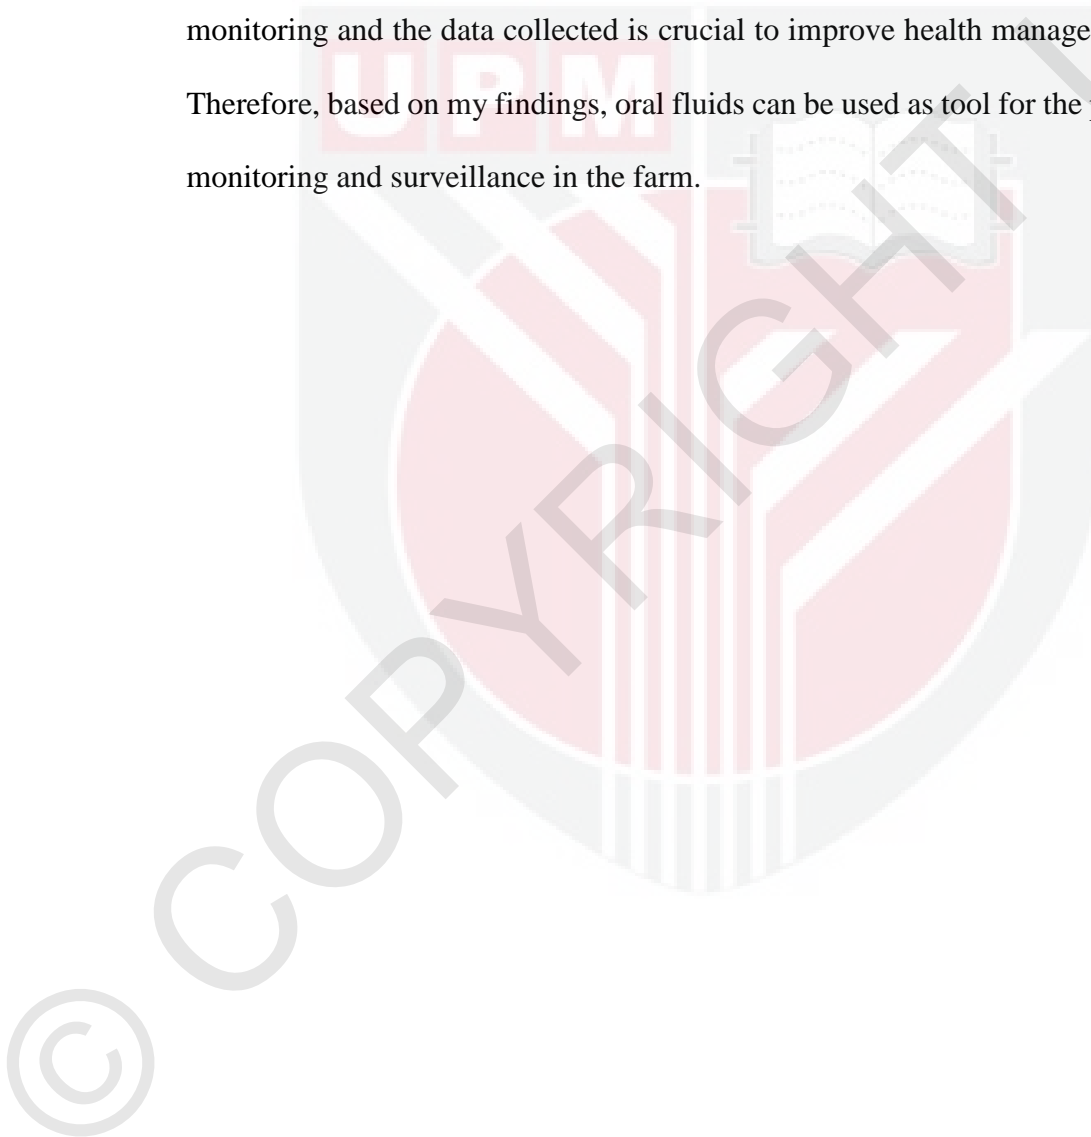 monitoring and the data collected is crucial to improve health manage
Therefore, based on my findings, oral fluids can be used as tool for the
monitoring and surveillance in the farm.
UPM
© COPYRIGHT